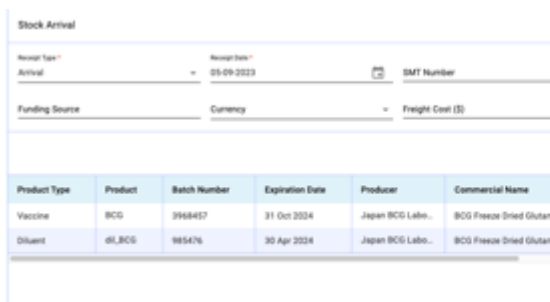 Stock Arrival
Receipt Type * Receipt Date *
Arrival 05-09-2023 SMT Number
Funding Source Currency Freight Cost ($)
Product Type Product Batch Number Expiration Date Producer Commercial Name
Vaccine BCG 3968457 31 Oct 2024 Japan BCG Labo... BCG Freeze Dried Glutar
Diluent dil_BCG 985476 30 Apr 2024 Japan BCG Labo... BCG Freeze Dried Glutar